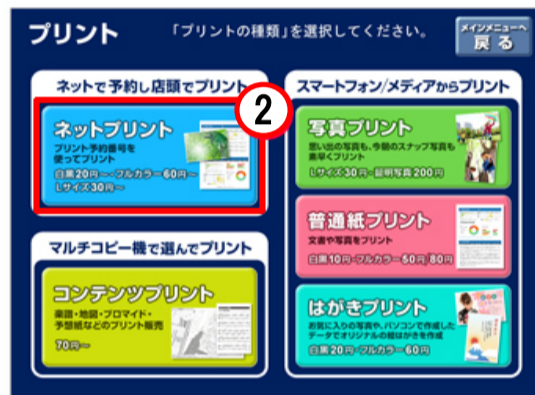 プリント
「プリントの種類」を選択してください。
メインメニューへ
戻る
ネットで予約し店頭でプリント
②
ネットプリント
プリント予約番号を
使ってプリント
白黒20円～・フルカラー60円～
Lサイズ30円～
マルチコピー機で選んでプリント
コンテンツプリント
楽譜・地図・ブロマイド・
予想紙などのプリント販売
70円～
スマートフォン/メディアからプリント
写真プリント
思い出の写真も、今朝のスナップ写真も
素早くプリント
Lサイズ30円・証明写真200円
普通紙プリント
文書や写真をプリント
白黒10円・フルカラー50円/80円
はがきプリント
お気に入りの写真や、パソコンで作成した
データでオリジナルの絵はがきを作成
白黒20円・フルカラー60円